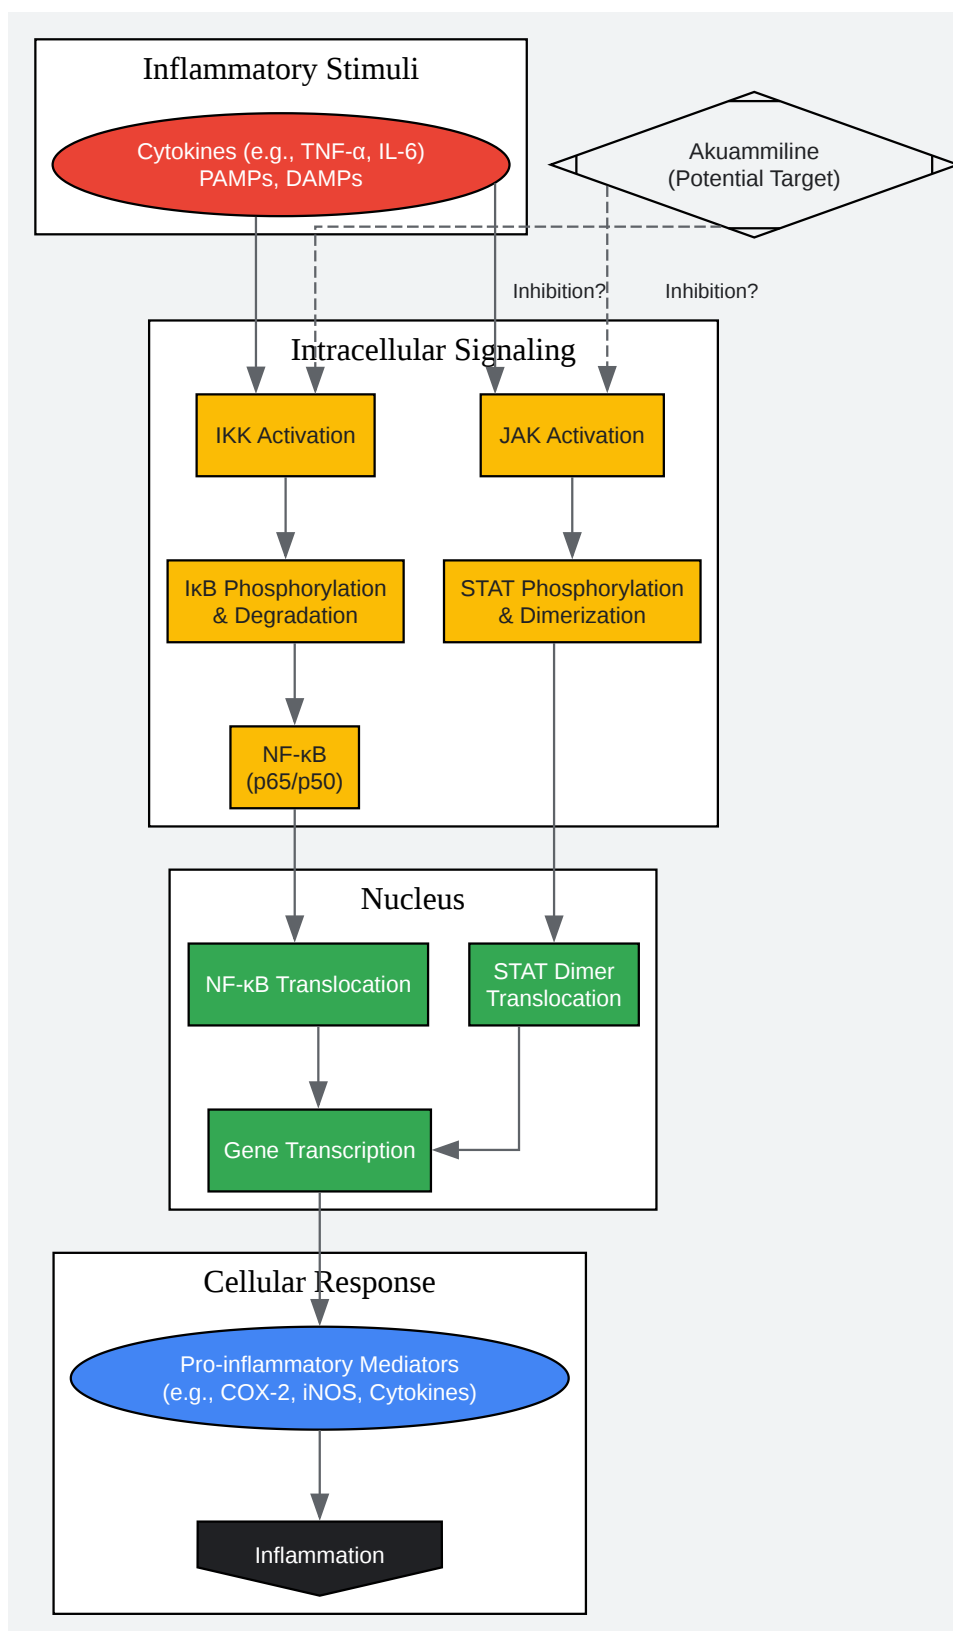 Inflammatory Stimuli
Cytokines (e.g., TNF-α, IL-6)
PAMPs, DAMPs
Akuammiline
(Potential Target)
Inhibition?
Inhibition?
Intracellular Signaling
IKK Activation
JAK Activation
IκB Phosphorylation
& Degradation
STAT Phosphorylation
& Dimerization
NF-κB
(p65/p50)
Nucleus
NF-κB Translocation
STAT Dimer
Translocation
Gene Transcription
Cellular Response
Pro-inflammatory Mediators
(e.g., COX-2, iNOS, Cytokines)
Inflammation